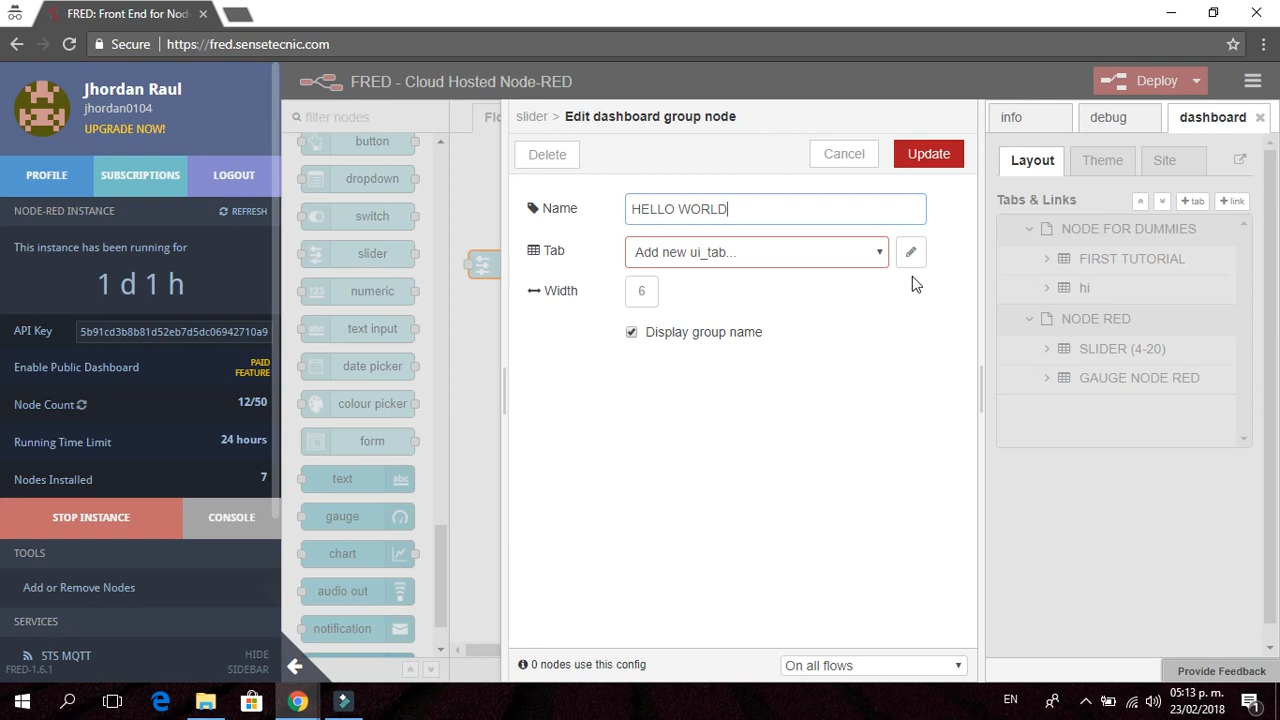 FRED: Front End for Nod
Secure
https://fred.sensetecnic.com
Jhordan Raul
jhordan0104
UPGRADE NOW!
PROFILE
SUBSCRIPTIONS
LOGOUT
NODE-RED INSTANCE
REFRESH
This instance has been running for
1 d 1 h
API Key
5b91cd3b8b81d52eb7d5dc06942710a9
Enable Public Dashboard
PAID
FEATURE
Node Count
12/50
Running Time Limit
24 hours
Nodes Installed
7
STOP INSTANCE
CONSOLE
TOOLS
Add or Remove Nodes
SERVICES
STS MQTT
HIDE
FRED-1.6.1
SIDEBAR
FRED - Cloud Hosted Node-RED
Deploy
filter nodes
button
dropdown
switch
slider
numeric
text input
date picker
colour picker
form
text
gauge
chart
audio out
notification
Flo
slider > Edit dashboard group node
Delete
Cancel
Update
Name
HELLO WORLD
Tab
Add new ui_tab...
Width
6
Display group name
0 nodes use this config
On all flows
info
debug
dashboard
Layout
Theme
Site
Tabs & Links
+ tab
+ link
NODE FOR DUMMIES
FIRST TUTORIAL
hi
NODE RED
SLIDER (4-20)
GAUGE NODE RED
Provide Feedback
EN
05:13 p. m.
23/02/2018
1